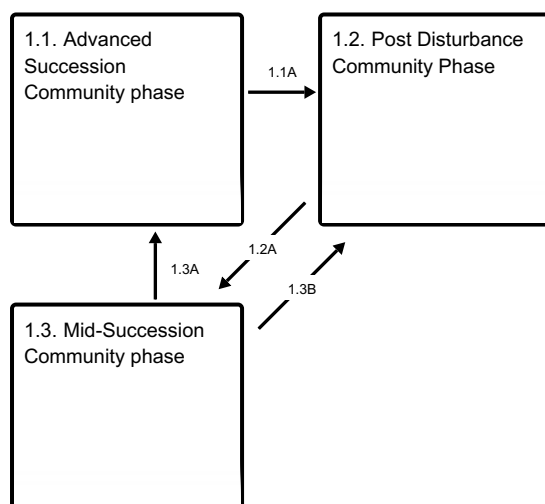 1.1. Advanced
Succession
Community phase
1.1A
1.2. Post Disturbance
Community Phase
1.2A
1.3A
1.3B
1.3. Mid-Succession
Community phase